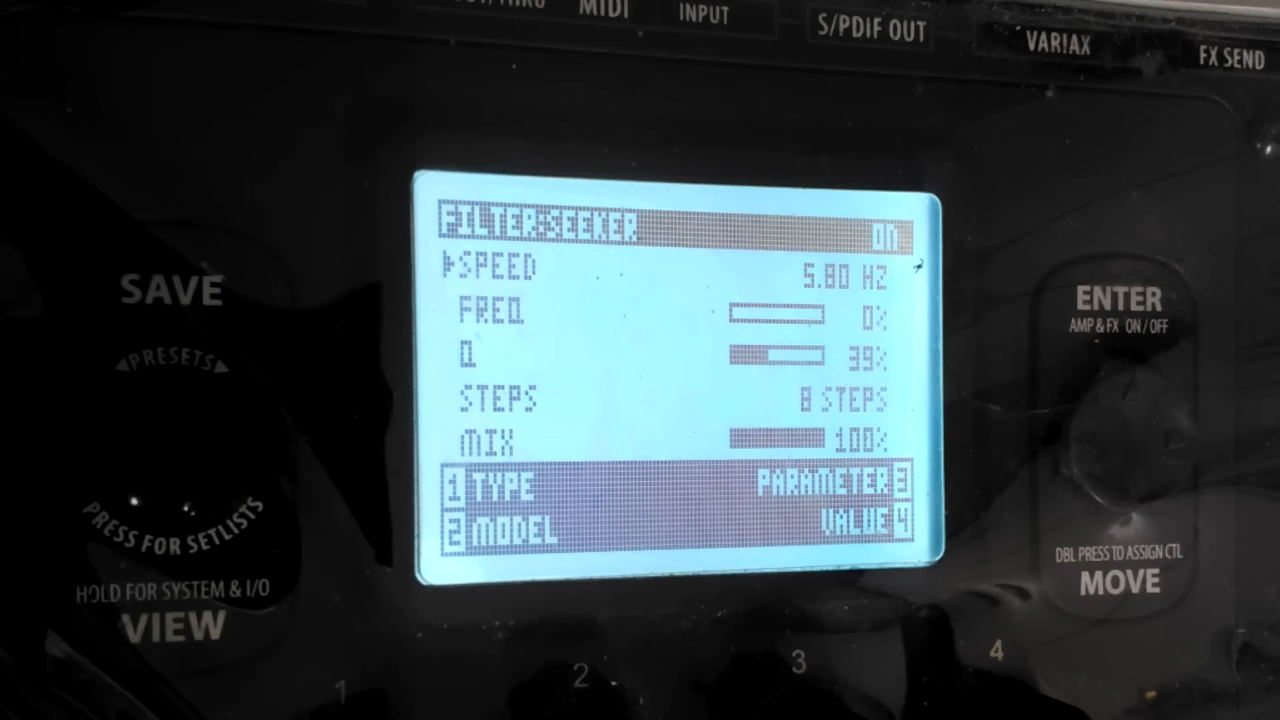 MIDI
INPUT
S/PDIF OUT
VARIAX
FX SEND
SAVE
PRESETS
PRESS FOR SETLISTS
HOLD FOR SYSTEM & I/O
VIEW
FILTER:SEEKER On
SPEED 5.80 HZ
FREQ 0%
Q 39%
STEPS 8 STEPS
MIX 100%
1 TYPE PARAMETER 3
2 MODEL VALUE 4
ENTER
AMP & FX ON / OFF
DBL PRESS TO ASSIGN CTL
MOVE
1 2 3 4